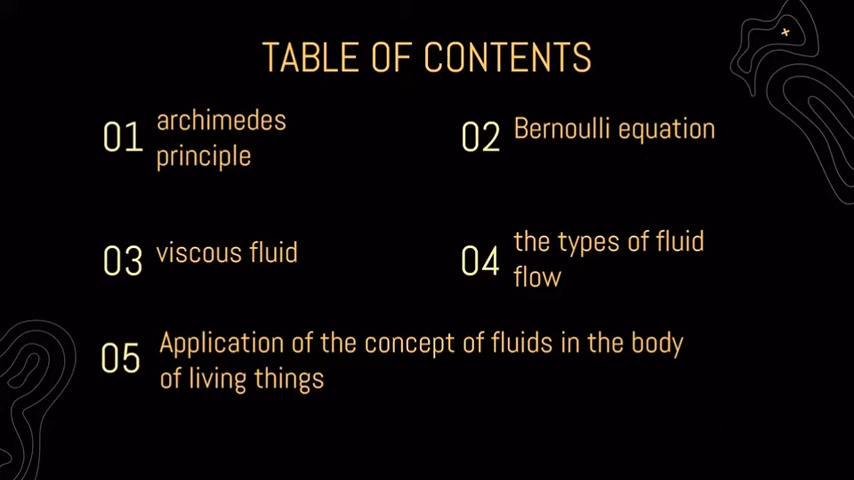 TABLE OF CONTENTS
01
archimedes
principle
02
Bernoulli equation
03
viscous fluid
04
the types of fluid
flow
05
Application of the concept of fluids in the body
of living things